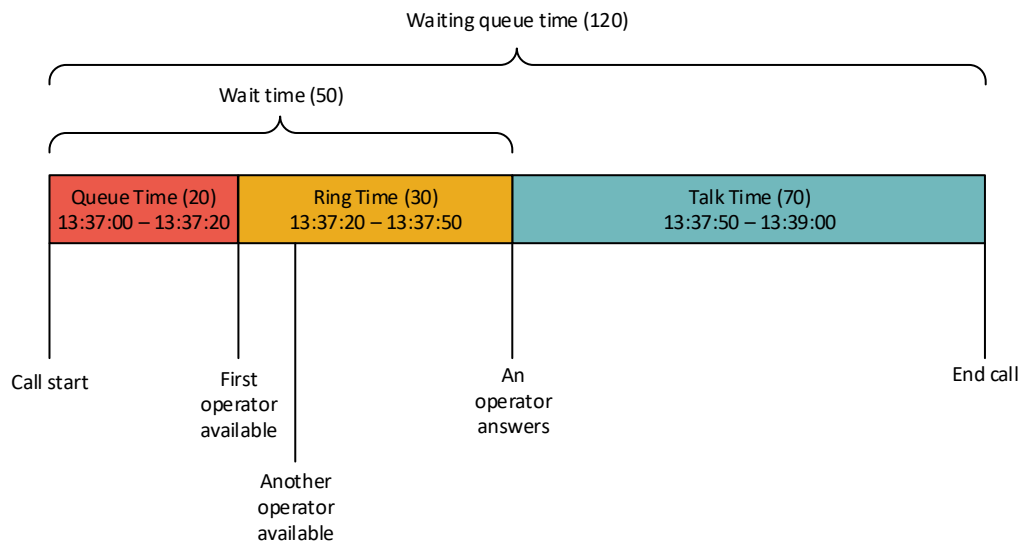 Waiting queue time (120)
Wait time (50)
Queue Time (20)
13:37:00 – 13:37:20
Ring Time (30)
13:37:20 – 13:37:50
Talk Time (70)
13:37:50 – 13:39:00
Call start
First
operator
available
An
operator
answers
End call
Another
operator
available